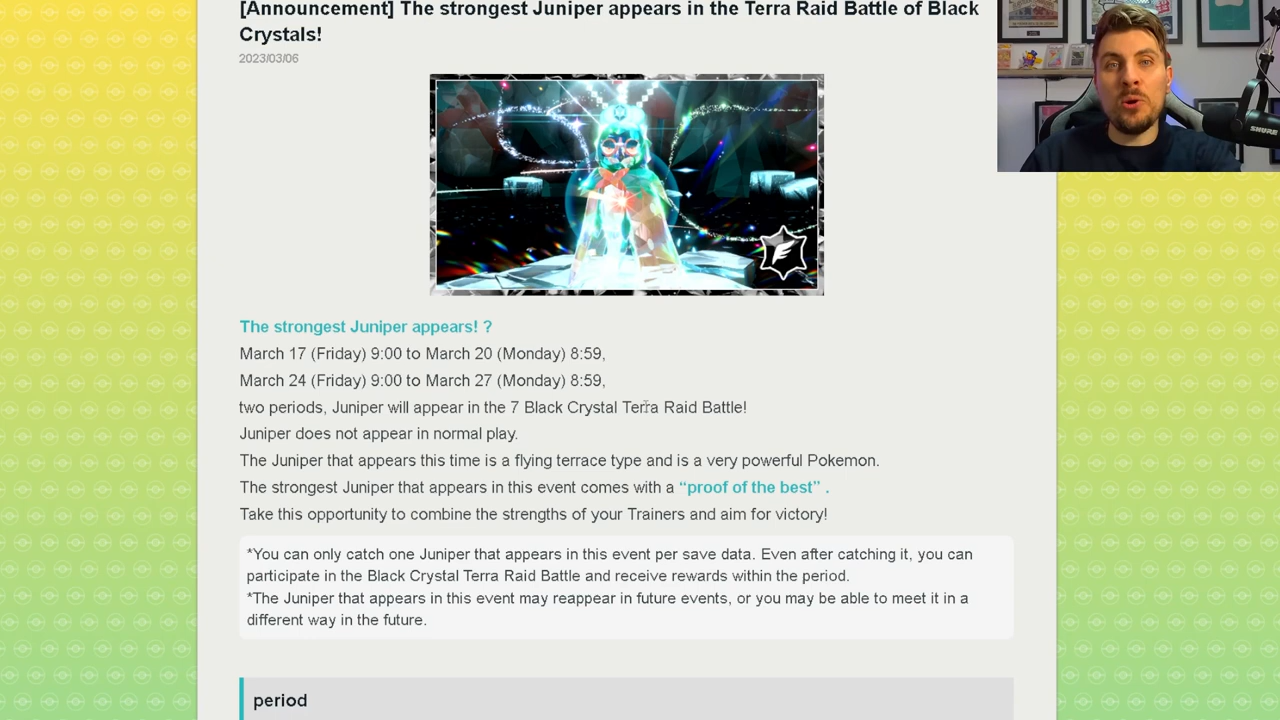 [Announcement] The strongest Juniper appears in the Terra Raid Battle of Black
Crystals!
2023/03/06
SHURE
The strongest Juniper appears! ?
March 17 (Friday) 9:00 to March 20 (Monday) 8:59,
March 24 (Friday) 9:00 to March 27 (Monday) 8:59,
two periods, Juniper will appear in the 7 Black Crystal Terra Raid Battle!
Juniper does not appear in normal play.
The Juniper that appears this time is a flying terrace type and is a very powerful Pokemon.
The strongest Juniper that appears in this event comes with a “proof of the best” .
Take this opportunity to combine the strengths of your Trainers and aim for victory!
*You can only catch one Juniper that appears in this event per save data. Even after catching it, you can
participate in the Black Crystal Terra Raid Battle and receive rewards within the period.
*The Juniper that appears in this event may reappear in future events, or you may be able to meet it in a
different way in the future.
period